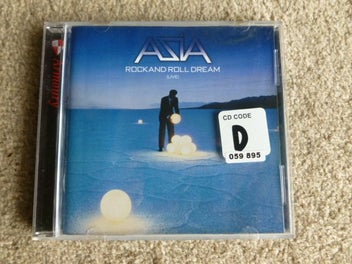 ASIA
ROCK AND ROLL DREAM
(LIVE)
CD CODE
D
059 895